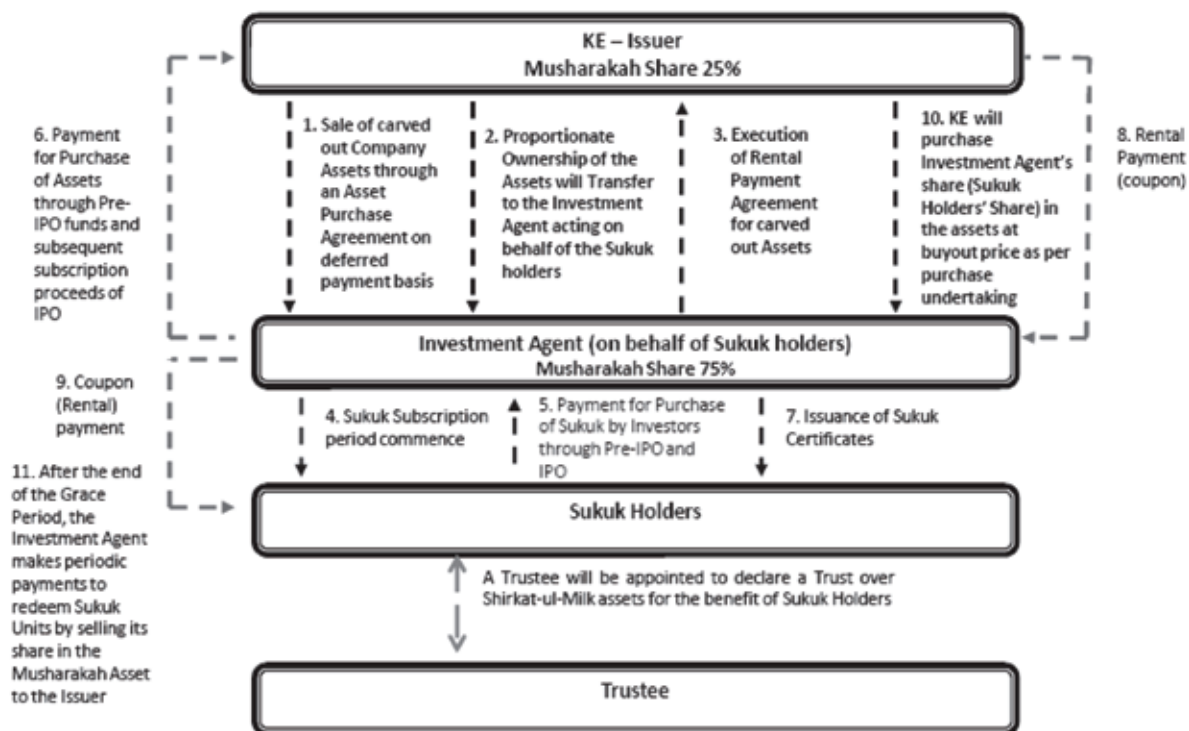 KE – Issuer
Musharakah Share 25%
6. Payment
for Purchase
of Assets
through Pre-
IPO funds and
subsequent
subscription
proceeds of
IPO
1. Sale of carved
out Company
Assets through
an Asset
Purchase
Agreement on
deferred
payment basis
2. Proportionate
Ownership of the
Assets will Transfer
to the Investment
Agent acting on
behalf of the Sukuk
holders
3. Execution
of Rental
Payment
Agreement
for carved
out Assets
10. KE will
purchase
Investment Agent's
share (Sukuk
Holders' Share) in
the assets at
buyout price as per
purchase
undertaking
8. Rental
Payment
(coupon)
Investment Agent (on behalf of Sukuk holders)
Musharakah Share 75%
9. Coupon
(Rental)
payment
4. Sukuk Subscription
period commence
5. Payment for Purchase
of Sukuk by Investors
through Pre-IPO and
IPO
7. Issuance of Sukuk
Certificates
11. After the end
of the Grace
Period, the
Investment Agent
makes periodic
payments to
redeem Sukuk
Units by selling its
share in the
Musharakah Asset
to the Issuer
Sukuk Holders
A Trustee will be appointed to declare a Trust over
Shirkat-ul-Milk assets for the benefit of Sukuk Holders
Trustee